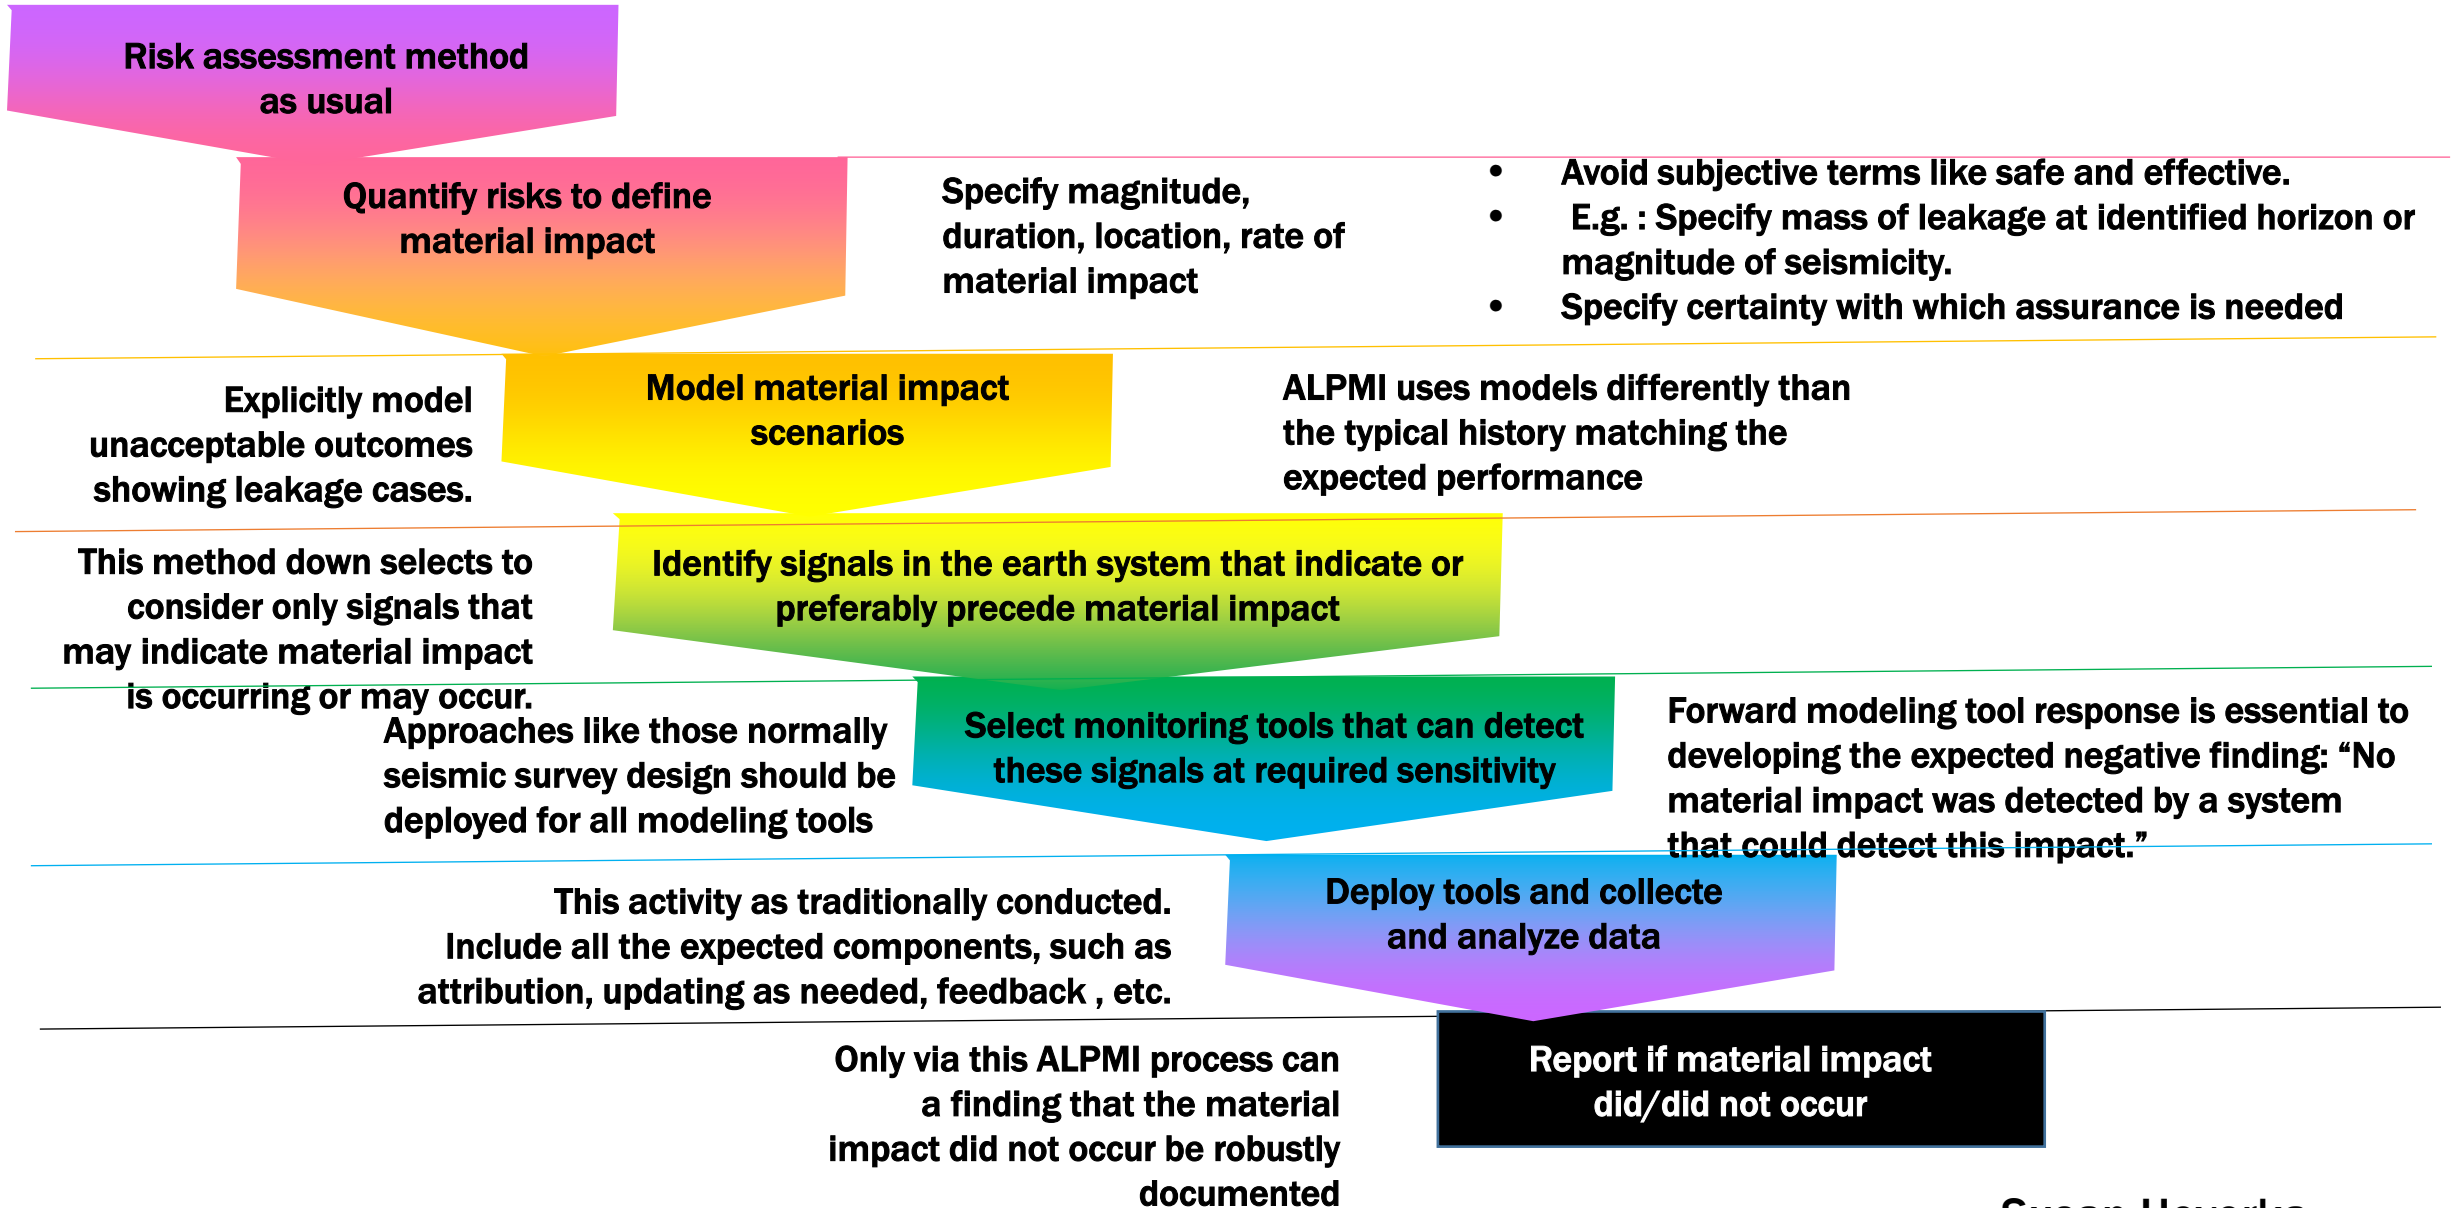 Risk assessment method
as usual
Quantify risks to define
material impact
Specify magnitude,
duration, location, rate of
material impact
• Avoid subjective terms like safe and effective.
• E.g. : Specify mass of leakage at identified horizon or
magnitude of seismicity.
• Specify certainty with which assurance is needed
Explicitly model
unacceptable outcomes
showing leakage cases.
Model material impact
scenarios
ALPMI uses models differently than
the typical history matching the
expected performance
This method down selects to
consider only signals that
may indicate material impact
is occurring or may occur.
Identify signals in the earth system that indicate or
preferably precede material impact
Approaches like those normally
seismic survey design should be
deployed for all modeling tools
Select monitoring tools that can detect
these signals at required sensitivity
Forward modeling tool response is essential to
developing the expected negative finding: “No
material impact was detected by a system
that could detect this impact.”
This activity as traditionally conducted.
Include all the expected components, such as
attribution, updating as needed, feedback , etc.
Deploy tools and collecte
and analyze data
Only via this ALPMI process can
a finding that the material
impact did not occur be robustly
documented
Report if material impact
did/did not occur
Susan